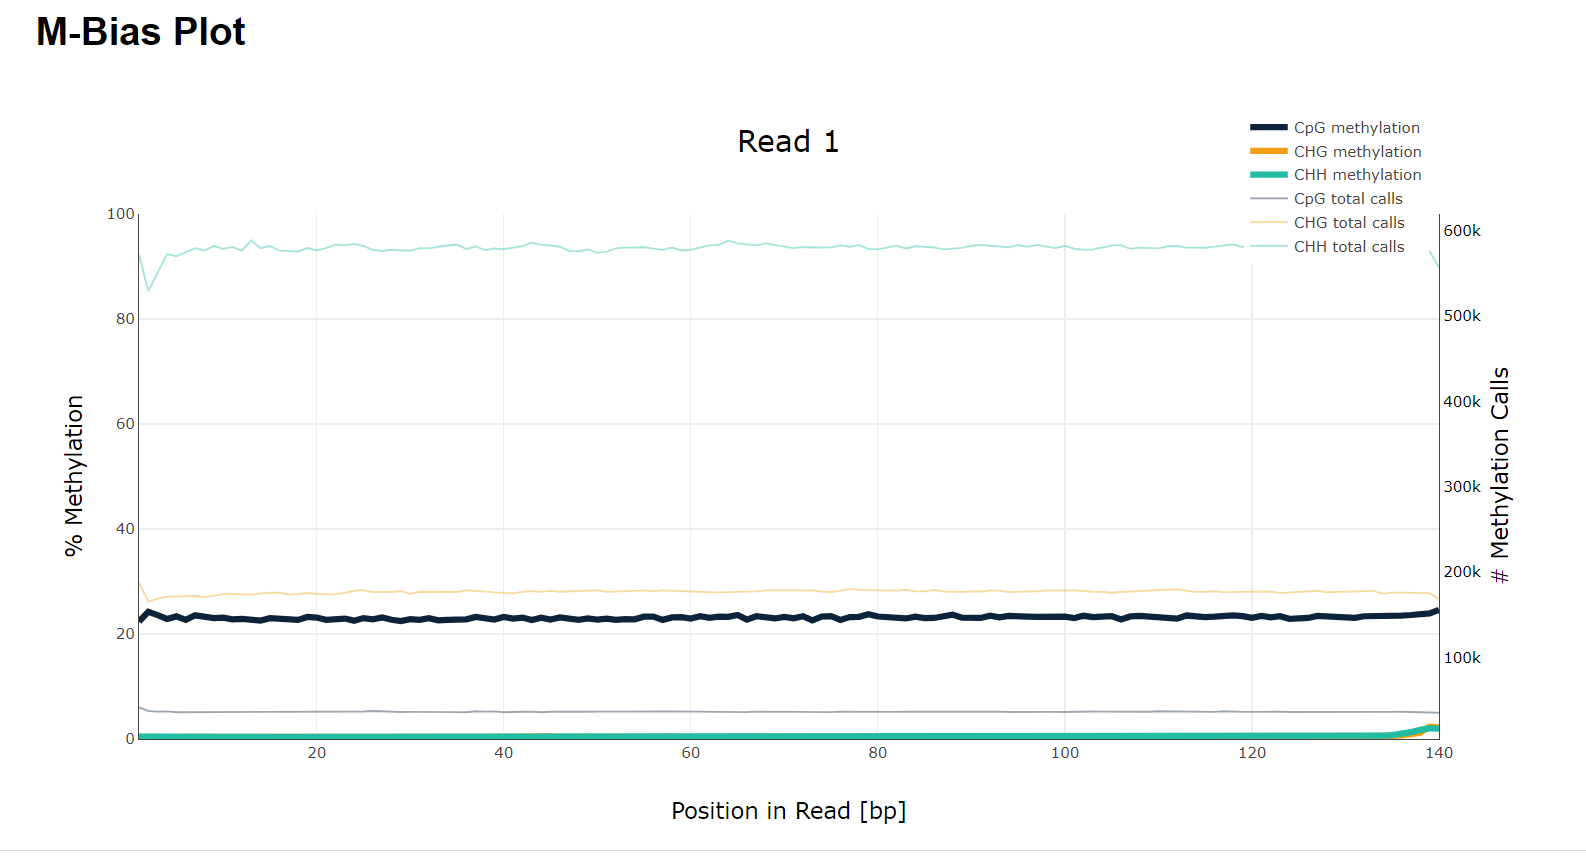 M-Bias Plot
Read 1
CpG methylation
CHG methylation
CHH methylation
CpG total calls
CHG total calls
CHH total calls
100
80
60
40
20
0
% Methylation
600k
500k
400k
300k
200k
100k
# Methylation Calls
20
40
60
80
100
120
140
Position in Read [bp]